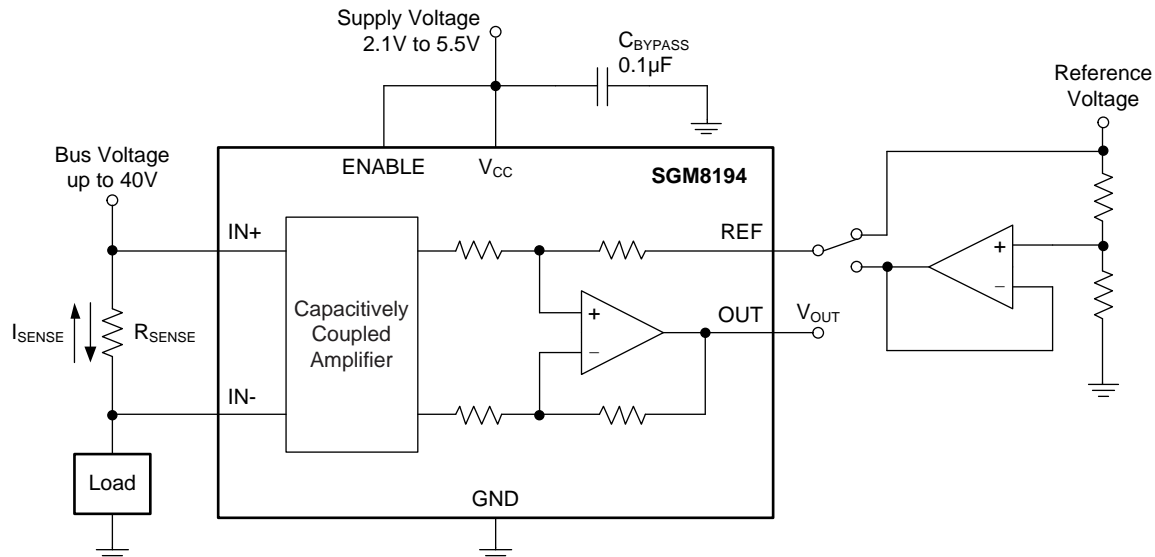 Supply Voltage
2.1V to 5.5V
C_BYPASS
0.1µF
Reference
Voltage
Bus Voltage
up to 40V
ENABLE
V_CC
SGM8194
IN+
REF
Capacitively
Coupled
Amplifier
+
−
OUT
V_OUT
+
−
I_SENSE
R_SENSE
IN-
Load
GND